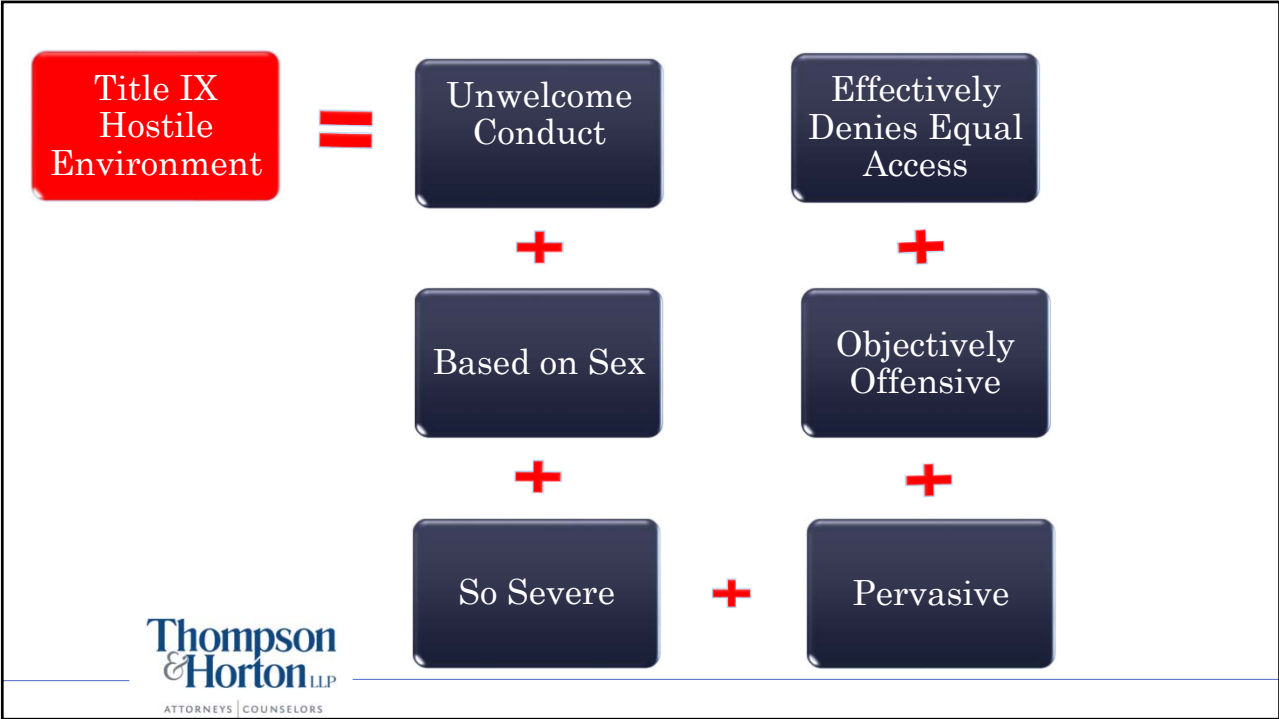 Title IX
Hostile
Environment
=
Unwelcome
Conduct
+
Based on Sex
+
So Severe
+
Pervasive
+
Objectively
Offensive
+
Effectively
Denies Equal
Access
Thompson
&Horton LLP
ATTORNEYS | COUNSELORS